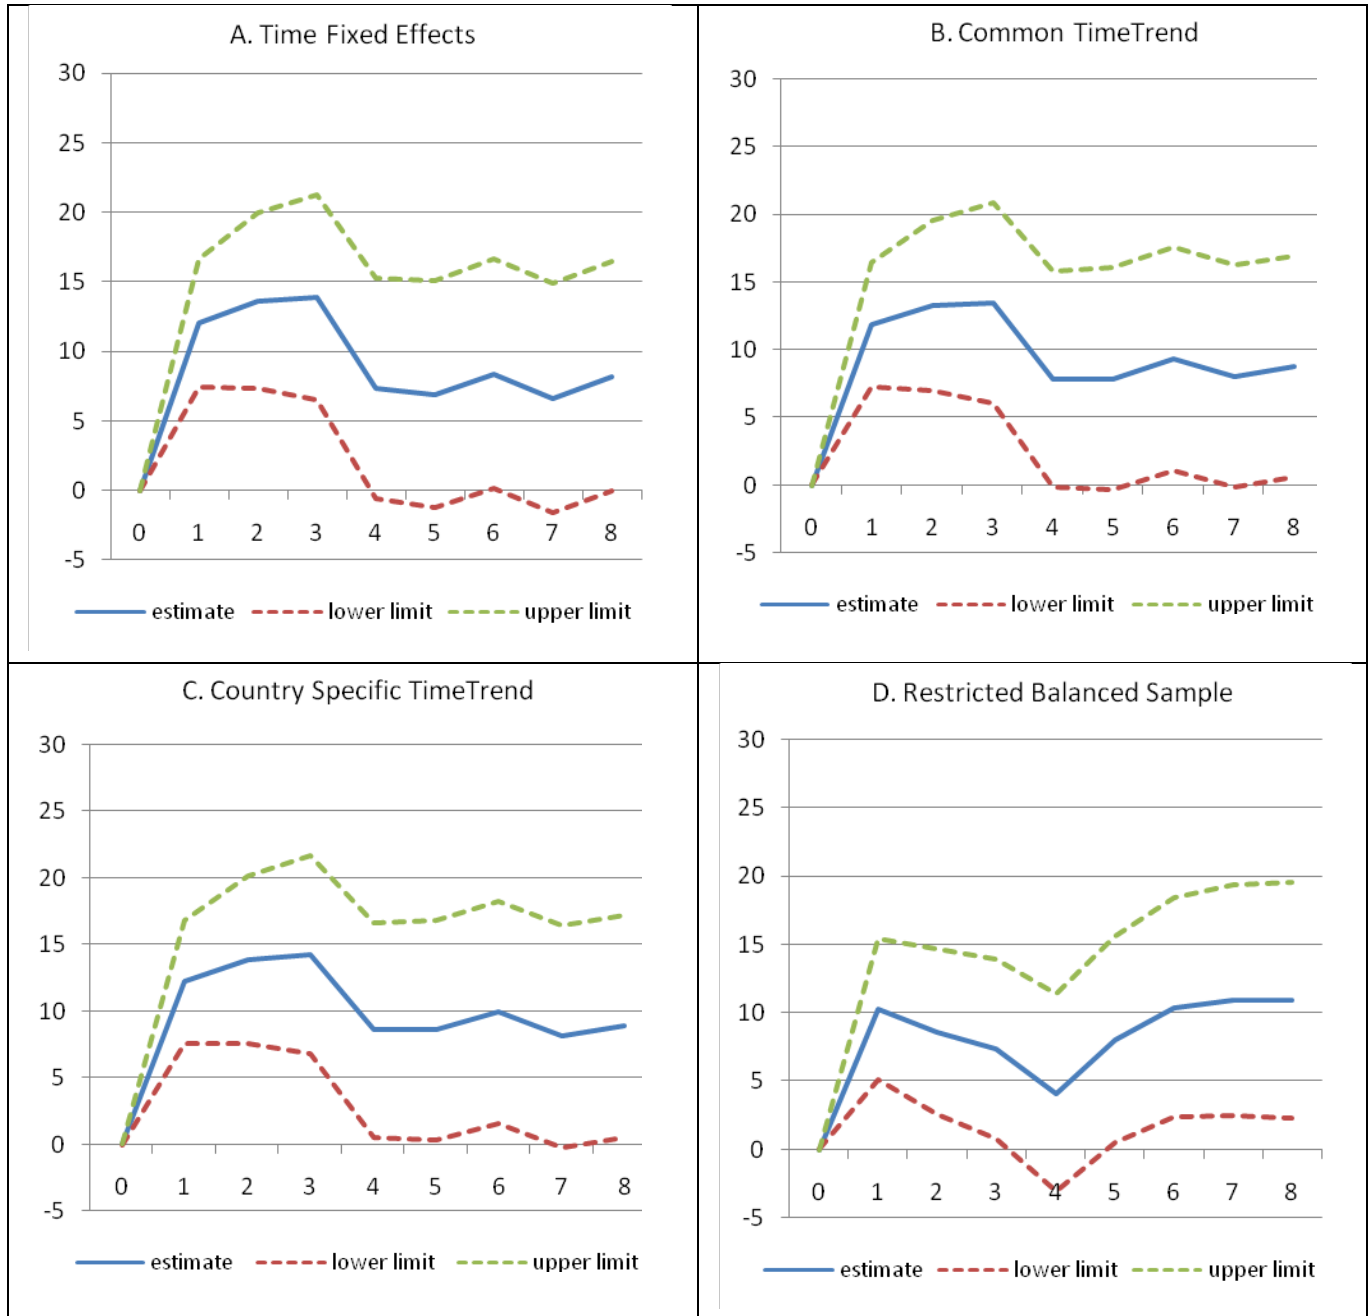 A. Time Fixed Effects
30
25
20
15
10
5
0
-5
0 1 2 3 4 5 6 7 8
estimate lower limit upper limit
B. Common TimeTrend
30
25
20
15
10
5
0
-5
0 1 2 3 4 5 6 7 8
estimate lower limit upper limit
C. Country Specific TimeTrend
30
25
20
15
10
5
0
-5
0 1 2 3 4 5 6 7 8
estimate lower limit upper limit
D. Restricted Balanced Sample
30
25
20
15
10
5
0
-5
0 1 2 3 4 5 6 7 8
estimate lower limit upper limit